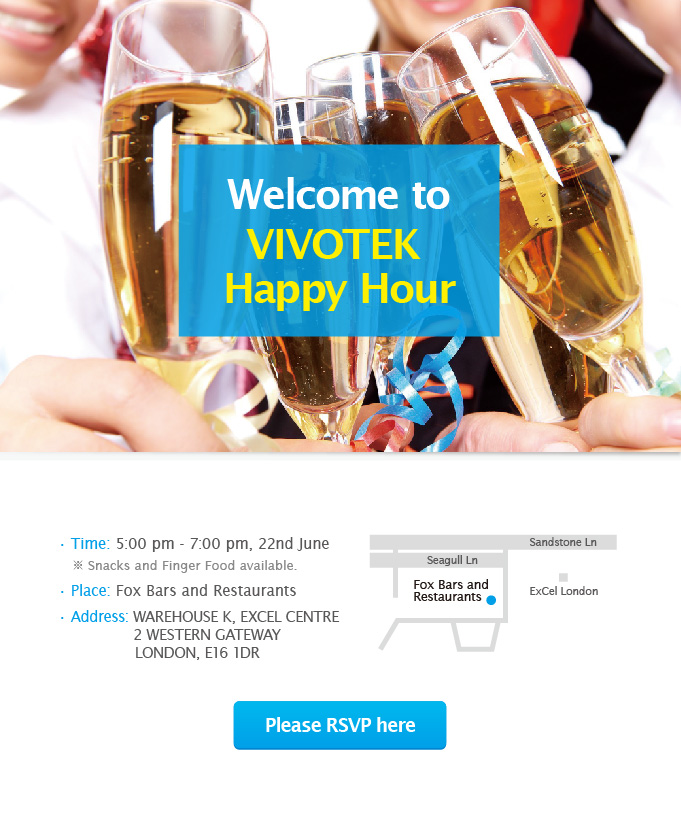 Welcome to
VIVOTEK
Happy Hour
· Time: 5:00 pm - 7:00 pm, 22nd June
※ Snacks and Finger Food available.
· Place: Fox Bars and Restaurants
· Address: WAREHOUSE K, EXCEL CENTRE
2 WESTERN GATEWAY
LONDON, E16 1DR
Sandstone Ln
Seagull Ln
Fox Bars and
Restaurants
ExCel London
Please RSVP here